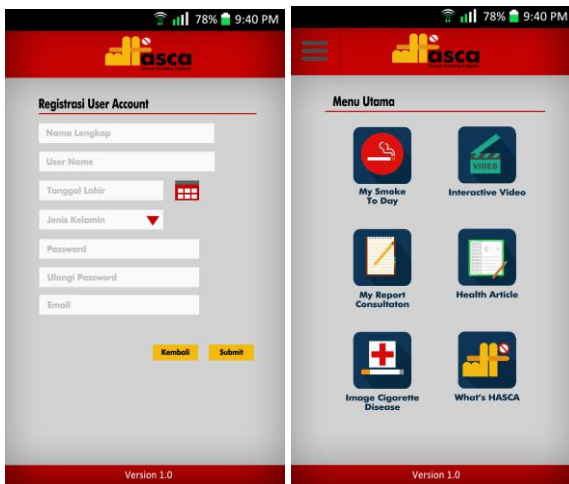 78% 9:40 PM
Hasca
Registrasi User Account
Nama Lengkap
User Name
Tanggal Lahir
Jenis Kelamin
Password
Ulangi Password
Email
Kembali Submit
Version 1.0
78% 9:40 PM
Hasca
Menu Utama
My Smoke
To Day
VIDEO
Interactive Video
My Report
Consultaton
Health Article
Image Cigarette
Disease
What's HASCA
Version 1.0